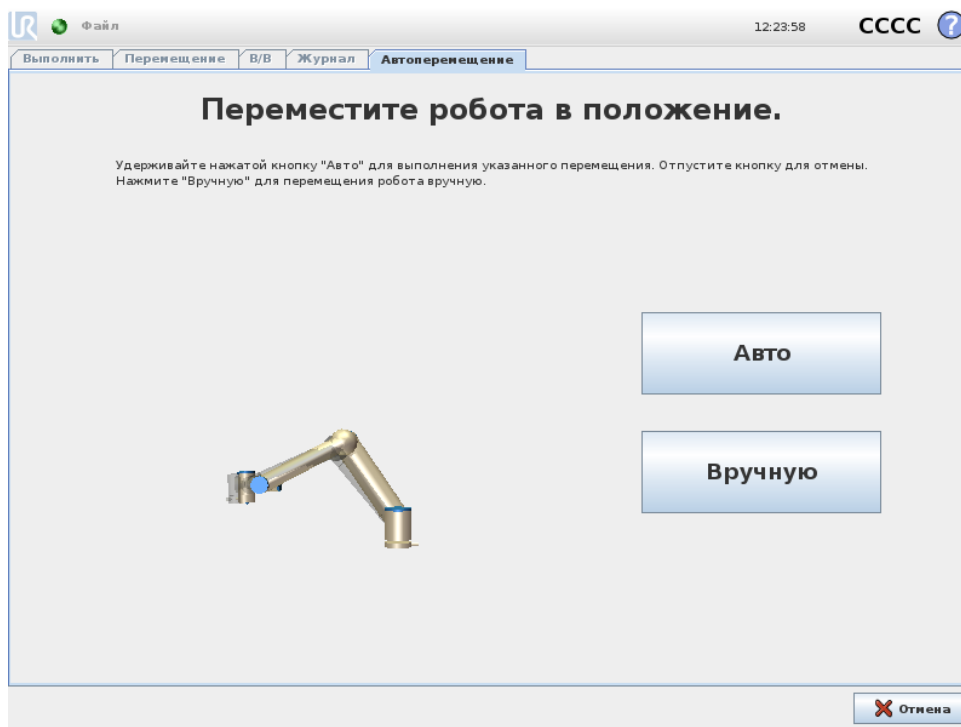 UR Файл 12:23:58 CCCC ?
Выполнить Перемещение В/В Журнал Автоперемещение
Переместите робота в положение.
Удерживайте нажатой кнопку "Авто" для выполнения указанного перемещения. Отпустите кнопку для отмены.
Нажмите "Вручную" для перемещения робота вручную.
Авто
Вручную
Отмена